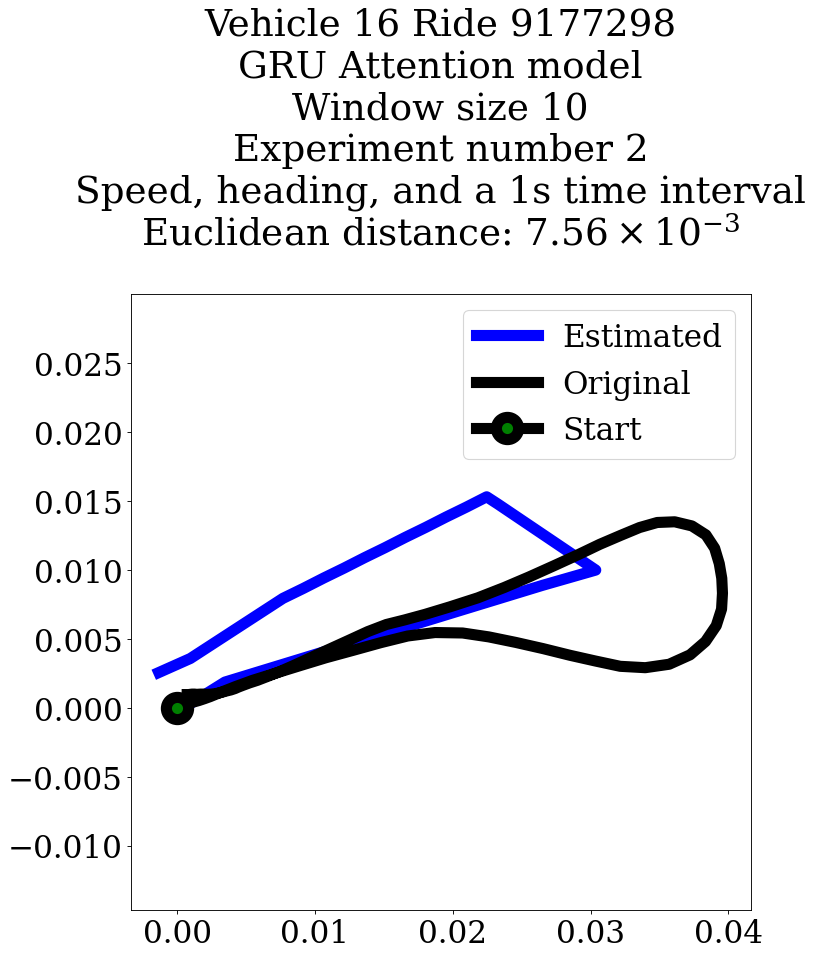 Vehicle 16 Ride 9177298
GRU Attention model
Window size 10
Experiment number 2
Speed, heading, and a 1s time interval
Euclidean distance: 7.56 × 10⁻³
Estimated
Original
Start
0.025
0.020
0.015
0.010
0.005
0.000
−0.005
−0.010
0.00 0.01 0.02 0.03 0.04